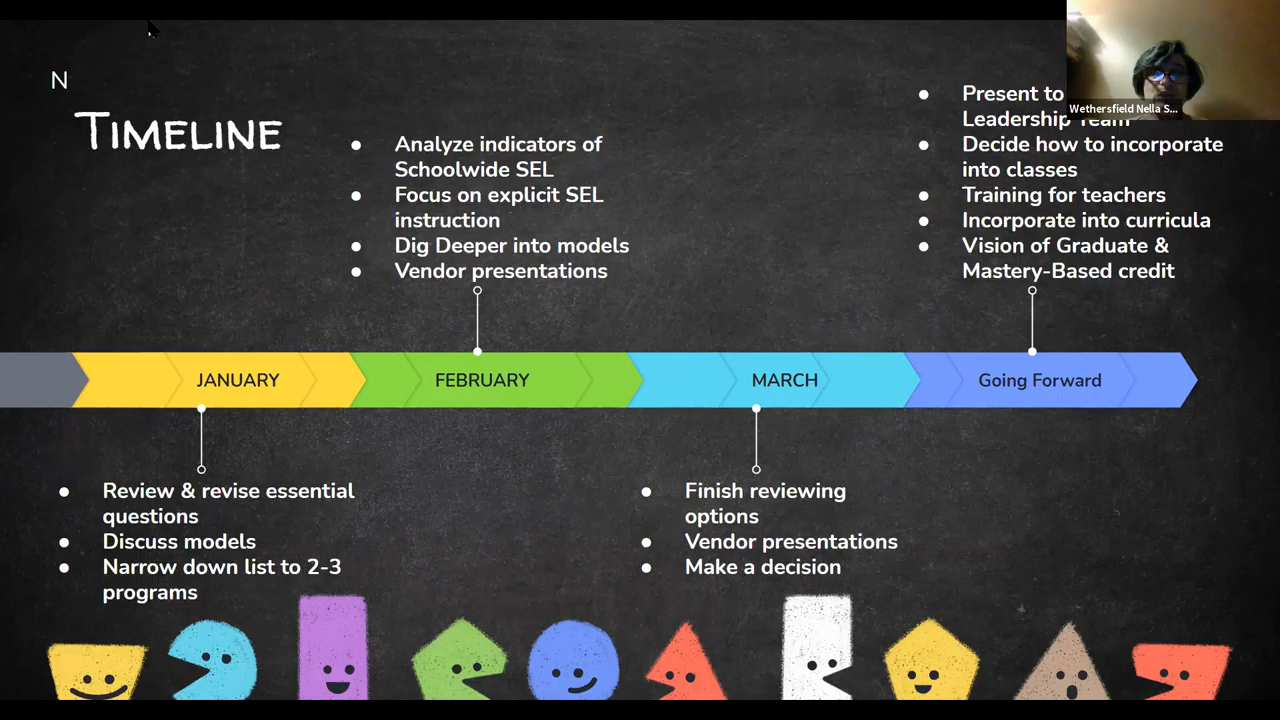 N
TIMELINE
● Analyze indicators of
Schoolwide SEL
● Focus on explicit SEL
instruction
● Dig Deeper into models
● Vendor presentations
● Present to
Leadership Team
● Decide how to incorporate
into classes
● Training for teachers
● Incorporate into curricula
● Vision of Graduate &
Mastery-Based credit
Wethersfield Nella S...
JANUARY
FEBRUARY
MARCH
Going Forward
● Review & revise essential
questions
● Discuss models
● Narrow down list to 2-3
programs
● Finish reviewing
options
● Vendor presentations
● Make a decision